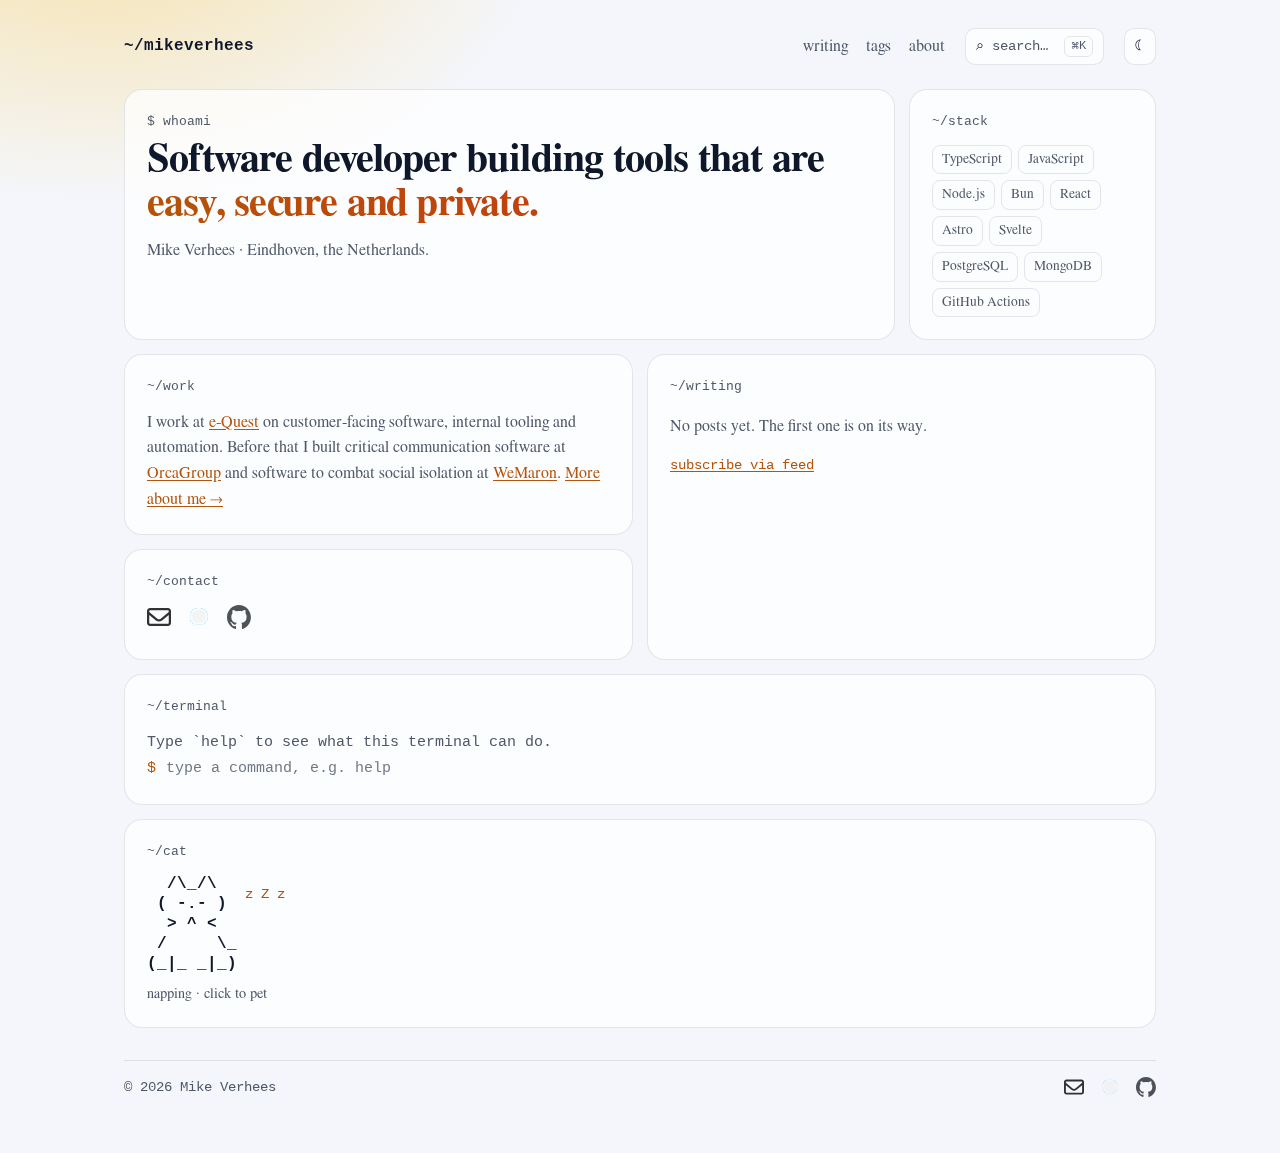 ~/mikeverhees
writing tags about ⌕ search… ⌘K ☾
$ whoami
Software developer building tools that are
easy, secure and private.
Mike Verhees · Eindhoven, the Netherlands.
~/stack
TypeScript JavaScript
Node.js Bun React
Astro Svelte
PostgreSQL MongoDB
GitHub Actions
~/work
I work at e-Quest on customer-facing software, internal tooling and
automation. Before that I built critical communication software at
OrcaGroup and software to combat social isolation at WeMaron. More
about me →
~/writing
No posts yet. The first one is on its way.
subscribe via feed
~/contact
~/terminal
Type `help` to see what this terminal can do.
$ type a command, e.g. help
~/cat
  /\_/\
 ( -.- ) z Z z
  > ^ <
 /     \_
(_|_ _|_)
napping · click to pet
© 2026 Mike Verhees